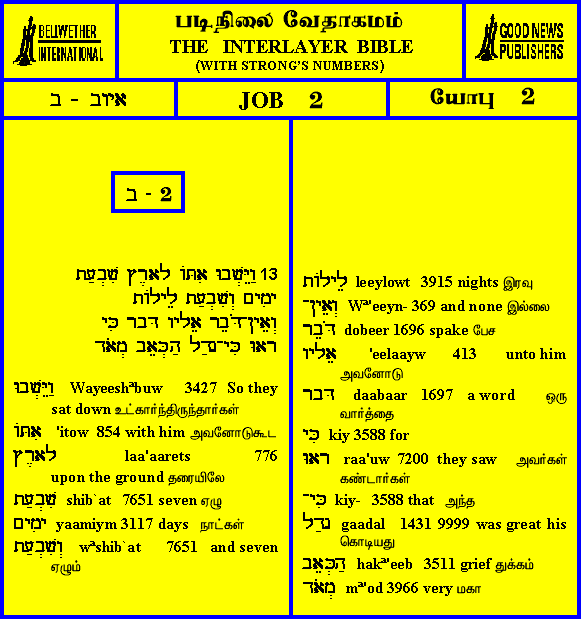 BELLWETHER
INTERNATIONAL
படிநிலை வேதாகமம்
THE INTERLAYER BIBLE
(WITH STRONG'S NUMBERS)
GOOD NEWS
PUBLISHERS
איוב - ב
JOB 2
யோபு 2
ב - 2
13 וַיֵּשְׁבוּ אִתּוֹ לָאָרֶץ שִׁבְעַת
יָמִים וְשִׁבְעַת לֵילוֹת
וְאֵין־דֹּבֵר אֵלָיו דָּבָר כִּי
רָאוּ כִּי־גָדַל הַכְּאֵב מְאֹד
וַיֵּשְׁבוּ Wayeeshªbuw 3427 So they
sat down உட்கார்ந்திருந்தார்கள்
אִתּוֹ 'itow 854 with him அவனோடுகூட
לָאָרֶץ laa'aarets 776
upon the ground தரையிலே
שִׁבְעַת shib`at 7651 seven ஏழு
יָמִים yaamiym 3117 days நாட்கள்
וְשִׁבְעַת wªshib`at 7651 and seven
ஏழும்
לֵילוֹת leeylowt 3915 nights இரவு
וְאֵין־ Wª'eeyn- 369 and none இல்லை
דֹּבֵר dobeer 1696 spake பேச
אֵלָיו 'eelaayw 413 unto him
அவனோடு
דָּבָר daabaar 1697 a word ஒரு
வார்த்தை
כִּי kiy 3588 for
רָאוּ raa'uw 7200 they saw அவர்கள்
கண்டார்கள்
כִּי־ kiy- 3588 that அந்த
גָדַל gaadal 1431 9999 was great his
கொடியது
הַכְּאֵב hakª'eeb 3511 grief துக்கம்
מְאֹד mª'od 3966 very மகா